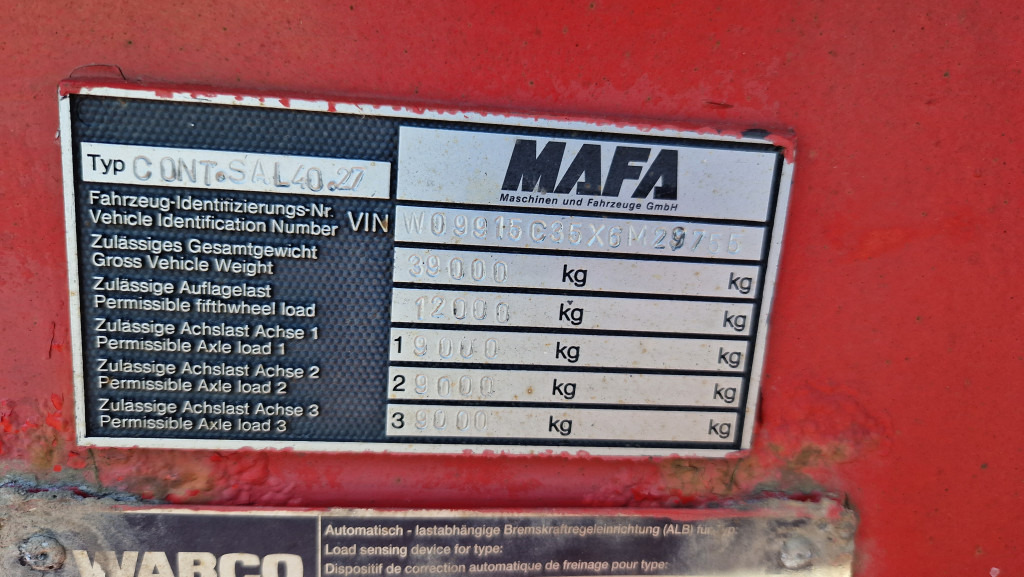 MAFA
Maschinen und Fahrzeuge GmbH
Typ CONT.SAL40.27
Fahrzeug-Identifizierungs-Nr.
Vehicle Identification Number VIN W09915C35X6M29755
Zulässiges Gesamtgewicht
Gross Vehicle Weight 39000 kg kg
Zulässige Auflagelast
Permissible fifthwheel load 12000 kg kg
Zulässige Achslast Achse 1
Permissible Axle load 1 1 9000 kg kg
Zulässige Achslast Achse 2
Permissible Axle load 2 2 9000 kg kg
Zulässige Achslast Achse 3
Permissible Axle load 3 3 9000 kg kg
WABCO
Automatisch - lastabhängige Bremskraftregeleinrichtung (ALB) für
Load sensing device for type:
Dispositif de correction automatique de freinage pour type: